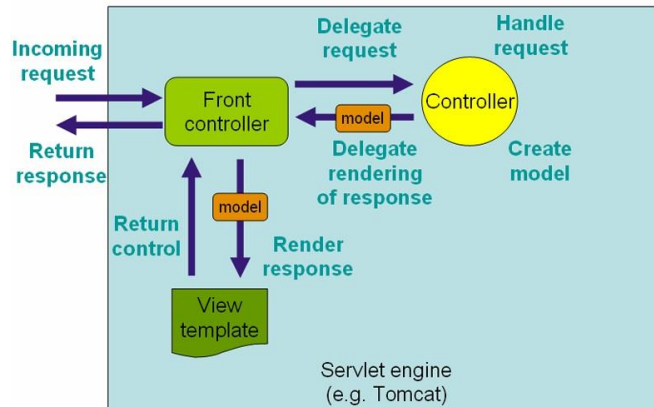 Incoming
request
Return
response
Front
controller
Delegate
request
Handle
request
Controller
model
Delegate
rendering
of response
Create
model
model
Return
control
Render
response
View
template
Servlet engine
(e.g. Tomcat)